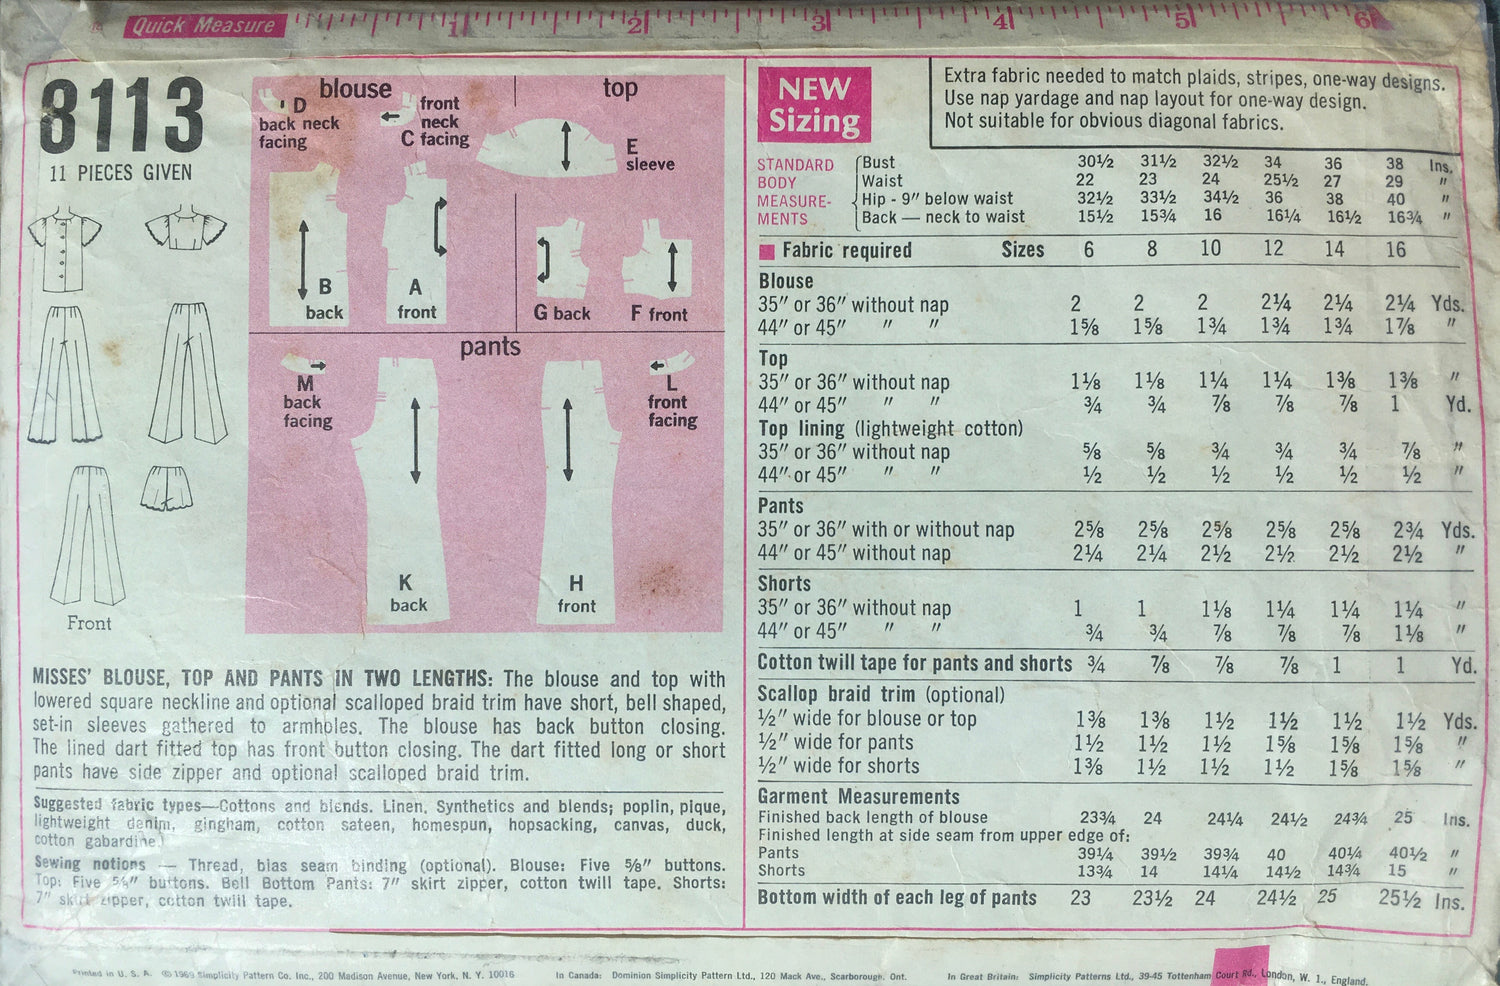 Quick Measure 1 2 3 4 5 6
8113
11 PIECES GIVEN
Front
blouse
D
back neck
facing
front
neck
C facing
B
back
A
front
top
E
sleeve
G back
F front
pants
M
back
facing
L
front
facing
K
back
H
front
MISSES' BLOUSE, TOP AND PANTS IN TWO LENGTHS: The blouse and top with
lowered square neckline and optional scalloped braid trim have short, bell shaped,
set-in sleeves gathered to armholes. The blouse has back button closing.
The lined dart fitted top has front button closing. The dart fitted long or short
pants have side zipper and optional scalloped braid trim.
Suggested fabric types—Cottons and blends. Linen. Synthetics and blends; poplin, pique,
lightweight denim, gingham, cotton sateen, homespun, hopsacking, canvas, duck,
cotton gabardine.)
Sewing notions — Thread, bias seam binding (optional). Blouse: Five 5/8" buttons.
Top: Five 5/8" buttons. Bell Bottom Pants: 7" skirt zipper, cotton twill tape. Shorts:
7" skirt zipper, cotton twill tape.
NEW
Sizing
Extra fabric needed to match plaids, stripes, one-way designs.
Use nap yardage and nap layout for one-way design.
Not suitable for obvious diagonal fabrics.
STANDARD
BODY
MEASURE-
MENTS
Bust 30½ 31½ 32½ 34 36 38 Ins.
Waist 22 23 24 25½ 27 29 "
Hip - 9" below waist 32½ 33½ 34½ 36 38 40 "
Back — neck to waist 15½ 15¾ 16 16¼ 16½ 16¾ "
Fabric required Sizes 6 8 10 12 14 16
Blouse
35" or 36" without nap 2 2 2 2¼ 2¼ 2¼ Yds.
44" or 45" " " 1⅝ 1⅝ 1¾ 1¾ 1¾ 1⅞ "
Top
35" or 36" without nap 1⅛ 1⅛ 1¼ 1¼ 1⅜ 1⅜ "
44" or 45" " " ¾ ¾ ⅞ ⅞ ⅞ 1 Yd.
Top lining (lightweight cotton)
35" or 36" without nap ⅝ ⅝ ¾ ¾ ¾ ⅞ "
44" or 45" " " ½ ½ ½ ½ ½ ½ "
Pants
35" or 36" with or without nap 2⅝ 2⅝ 2⅝ 2⅝ 2⅝ 2¾ Yds.
44" or 45" without nap 2¼ 2¼ 2½ 2½ 2½ 2½ "
Shorts
35" or 36" without nap 1 1 1⅛ 1¼ 1¼ 1¼ "
44" or 45" " " ¾ ¾ ⅞ ⅞ ⅞ 1⅛ "
Cotton twill tape for pants and shorts ¾ ⅞ ⅞ ⅞ 1 1 Yd.
Scallop braid trim (optional)
½" wide for blouse or top 1⅜ 1⅜ 1½ 1½ 1½ 1½ Yds.
½" wide for pants 1½ 1½ 1½ 1⅝ 1⅝ 1⅝ "
½" wide for shorts 1⅜ 1½ 1½ 1½ 1⅝ 1⅝ "
Garment Measurements
Finished back length of blouse 23¾ 24 24¼ 24½ 24¾ 25 Ins.
Finished length at side seam from upper edge of:
Pants 39¼ 39½ 39¾ 40 40¼ 40½ "
Shorts 13¾ 14 14¼ 14½ 14¾ 15 "
Bottom width of each leg of pants 23 23½ 24 24½ 25 25½ Ins.
Printed in U. S. A. ©1969 Simplicity Pattern Co. Inc., 200 Madison Avenue, New York, N. Y. 10016 In Canada: Dominion Simplicity Pattern Ltd., 120 Mack Ave., Scarborough, Ont. In Great Britain: Simplicity Patterns Ltd., 39-45 Tottenham Court Rd., London, W. 1., England.